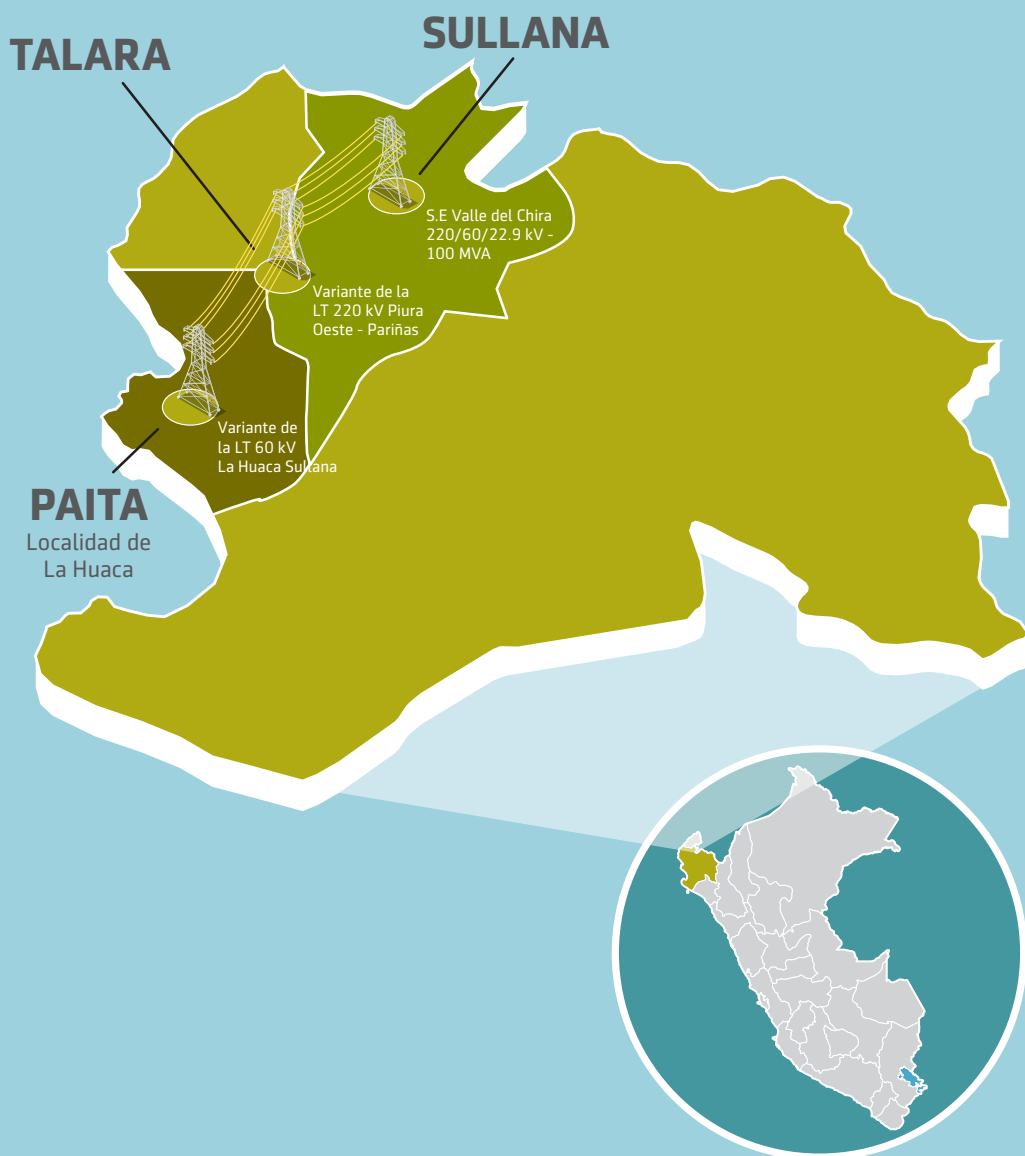 SULLANA
TALARA
S.E Valle del Chira
220/60/22.9 kV -
100 MVA
Variante de la
LT 220 kV Piura
Oeste - Pariñas
Variante de
la LT 60 kV
La Huaca Sullana
PAITA
Localidad de
La Huaca